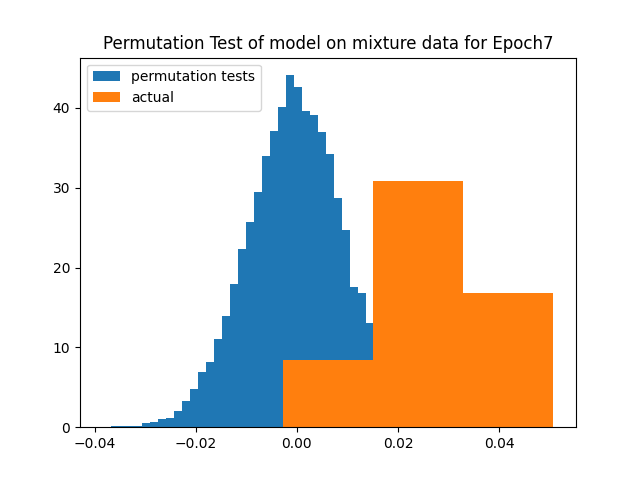 Permutation Test of model on mixture data for Epoch7
permutation tests
actual
40
30
20
10
0
−0.04 −0.02 0.00 0.02 0.04